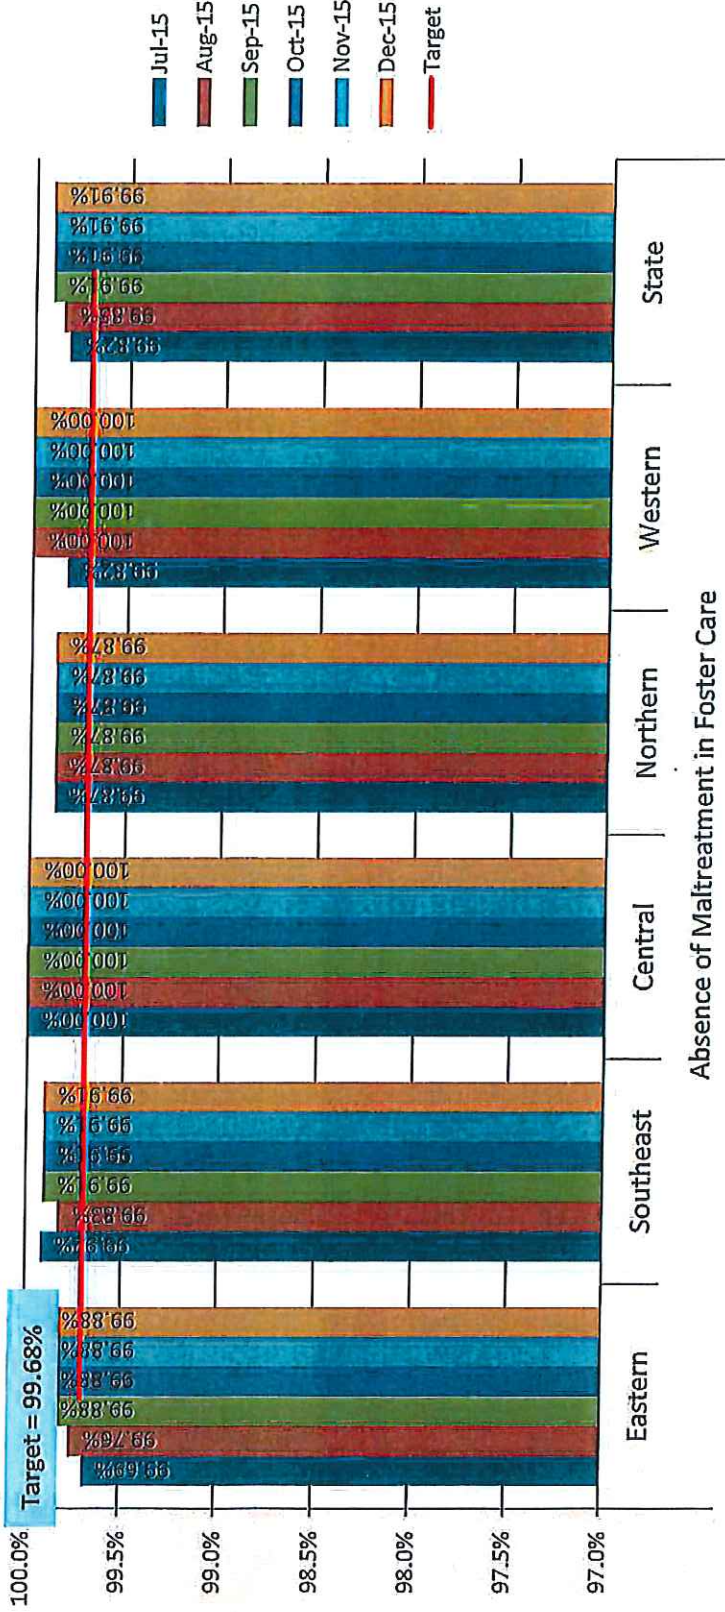 Target = 99.68%
100.0%
99.5%
99.0%
98.5%
98.0%
97.5%
97.0%
99.69%
99.76%
99.88%
99.88%
99.88%
99.88%
99.83%
99.91%
99.91%
99.91%
99.91%
100.00%
100.00%
100.00%
100.00%
100.00%
100.00%
99.87%
99.87%
99.87%
99.87%
99.87%
99.87%
99.82%
100.00%
100.00%
100.00%
100.00%
100.00%
99.82%
99.85%
99.91%
99.91%
99.91%
99.91%
Eastern
Southeast
Central
Northern
Western
State
Absence of Maltreatment in Foster Care
Jul-15
Aug-15
Sep-15
Oct-15
Nov-15
Dec-15
Target